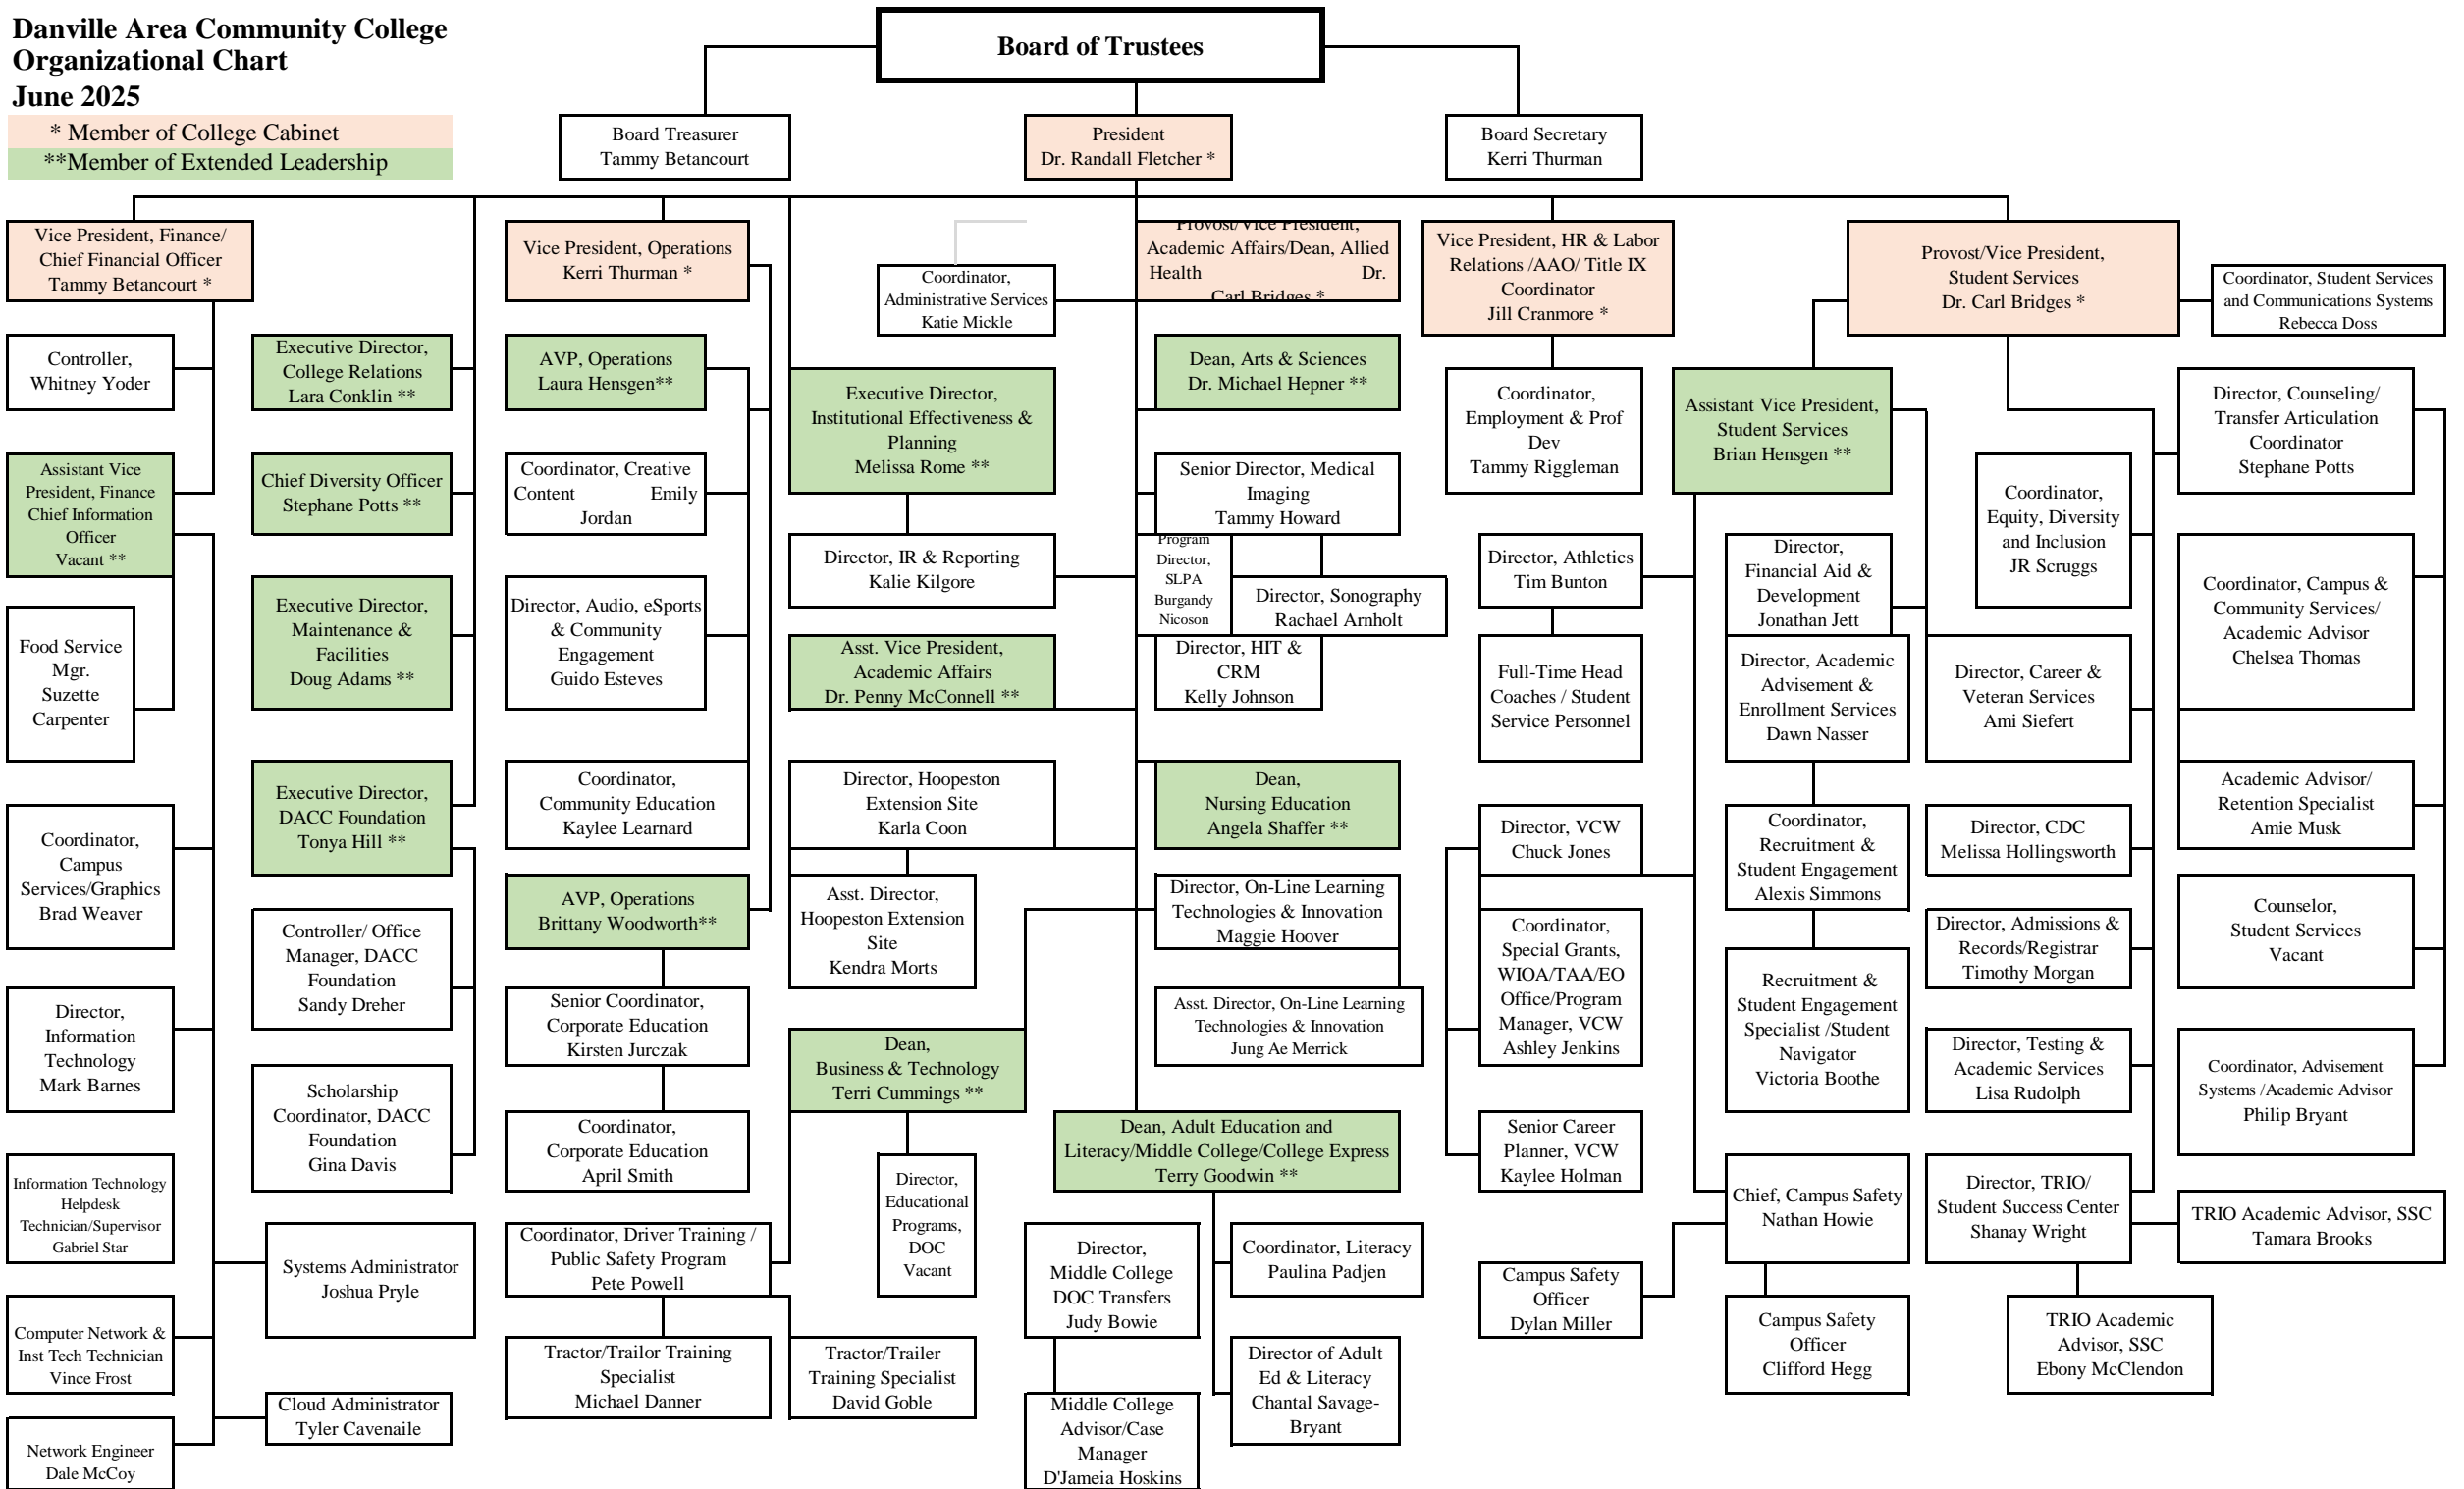 Danville Area Community College
Organizational Chart
June 2025
* Member of College Cabinet
**Member of Extended Leadership
Board of Trustees
Board Treasurer
Tammy Betancourt
President
Dr. Randall Fletcher *
Board Secretary
Kerri Thurman
Vice President, Finance/
Chief Financial Officer
Tammy Betancourt *
Vice President, Operations
Kerri Thurman *
Coordinator,
Administrative Services
Katie Mickle
Provost/Vice President,
Academic Affairs/Dean, Allied
Health Dr.
Carl Bridges *
Vice President, HR & Labor
Relations /AAO/ Title IX
Coordinator
Jill Cranmore *
Provost/Vice President,
Student Services
Dr. Carl Bridges *
Coordinator, Student Services
and Communications Systems
Rebecca Doss
Controller,
Whitney Yoder
Executive Director,
College Relations
Lara Conklin **
AVP, Operations
Laura Hensgen**
Executive Director,
Institutional Effectiveness &
Planning
Melissa Rome **
Dean, Arts & Sciences
Dr. Michael Hepner **
Coordinator,
Employment & Prof
Dev
Tammy Riggleman
Assistant Vice President,
Student Services
Brian Hensgen **
Director, Counseling/
Transfer Articulation
Coordinator
Stephane Potts
Assistant Vice
President, Finance
Chief Information
Officer
Vacant **
Chief Diversity Officer
Stephane Potts **
Coordinator, Creative
Content Emily
Jordan
Senior Director, Medical
Imaging
Tammy Howard
Coordinator,
Equity, Diversity
and Inclusion
JR Scruggs
Director, IR & Reporting
Kalie Kilgore
Program
Director,
SLPA
Burgandy
Nicoson
Director, Sonography
Rachael Arnholt
Director, Athletics
Tim Bunton
Director,
Financial Aid &
Development
Jonathan Jett
Coordinator, Campus &
Community Services/
Academic Advisor
Chelsea Thomas
Food Service
Mgr.
Suzette
Carpenter
Executive Director,
Maintenance &
Facilities
Doug Adams **
Director, Audio, eSports
& Community
Engagement
Guido Esteves
Asst. Vice President,
Academic Affairs
Dr. Penny McConnell **
Director, HIT &
CRM
Kelly Johnson
Full-Time Head
Coaches / Student
Service Personnel
Director, Academic
Advisement &
Enrollment Services
Dawn Nasser
Director, Career &
Veteran Services
Ami Siefert
Executive Director,
DACC Foundation
Tonya Hill **
Coordinator,
Community Education
Kaylee Learnard
Director, Hoopeston
Extension Site
Karla Coon
Dean,
Nursing Education
Angela Shaffer **
Academic Advisor/
Retention Specialist
Amie Musk
Coordinator,
Campus
Services/Graphics
Brad Weaver
Director, VCW
Chuck Jones
Coordinator,
Recruitment &
Student Engagement
Alexis Simmons
Director, CDC
Melissa Hollingsworth
AVP, Operations
Brittany Woodworth**
Asst. Director,
Hoopeston Extension
Site
Kendra Morts
Director, On-Line Learning
Technologies & Innovation
Maggie Hoover
Counselor,
Student Services
Vacant
Controller/ Office
Manager, DACC
Foundation
Sandy Dreher
Coordinator,
Special Grants,
WIOA/TAA/EO
Office/Program
Manager, VCW
Ashley Jenkins
Director, Admissions &
Records/Registrar
Timothy Morgan
Recruitment &
Student Engagement
Specialist /Student
Navigator
Victoria Boothe
Director,
Information
Technology
Mark Barnes
Senior Coordinator,
Corporate Education
Kirsten Jurczak
Asst. Director, On-Line Learning
Technologies & Innovation
Jung Ae Merrick
Dean,
Business & Technology
Terri Cummings **
Director, Testing &
Academic Services
Lisa Rudolph
Coordinator, Advisement
Systems /Academic Advisor
Philip Bryant
Scholarship
Coordinator, DACC
Foundation
Gina Davis
Coordinator,
Corporate Education
April Smith
Dean, Adult Education and
Literacy/Middle College/College Express
Terry Goodwin **
Senior Career
Planner, VCW
Kaylee Holman
Information Technology
Helpdesk
Technician/Supervisor
Gabriel Star
Director,
Educational
Programs,
DOC
Vacant
Chief, Campus Safety
Nathan Howie
Director, TRIO/
Student Success Center
Shanay Wright
TRIO Academic Advisor, SSC
Tamara Brooks
Systems Administrator
Joshua Pryle
Coordinator, Driver Training /
Public Safety Program
Pete Powell
Director,
Middle College
DOC Transfers
Judy Bowie
Coordinator, Literacy
Paulina Padjen
Campus Safety
Officer
Dylan Miller
Computer Network &
Inst Tech Technician
Vince Frost
Campus Safety
Officer
Clifford Hegg
TRIO Academic
Advisor, SSC
Ebony McClendon
Tractor/Trailor Training
Specialist
Michael Danner
Tractor/Trailer
Training Specialist
David Goble
Director of Adult
Ed & Literacy
Chantal Savage-
Bryant
Cloud Administrator
Tyler Cavenaile
Middle College
Advisor/Case
Manager
D'Jameia Hoskins
Network Engineer
Dale McCoy